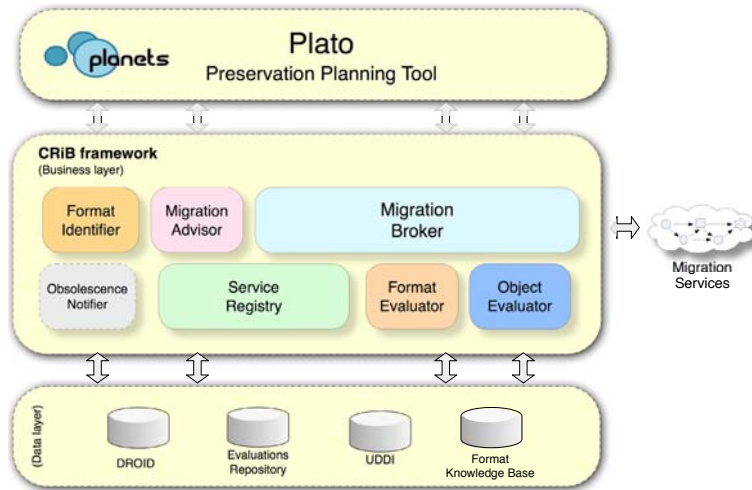 planets
Plato
Preservation Planning Tool
CRiB framework
(Business layer)
Format
Identifier
Migration
Advisor
Migration
Broker
Obsolescence
Notifier
Service
Registry
Format
Evaluator
Object
Evaluator
Migration
Services
(Data layer)
DROID
Evaluations
Repository
UDDI
Format
Knowledge Base